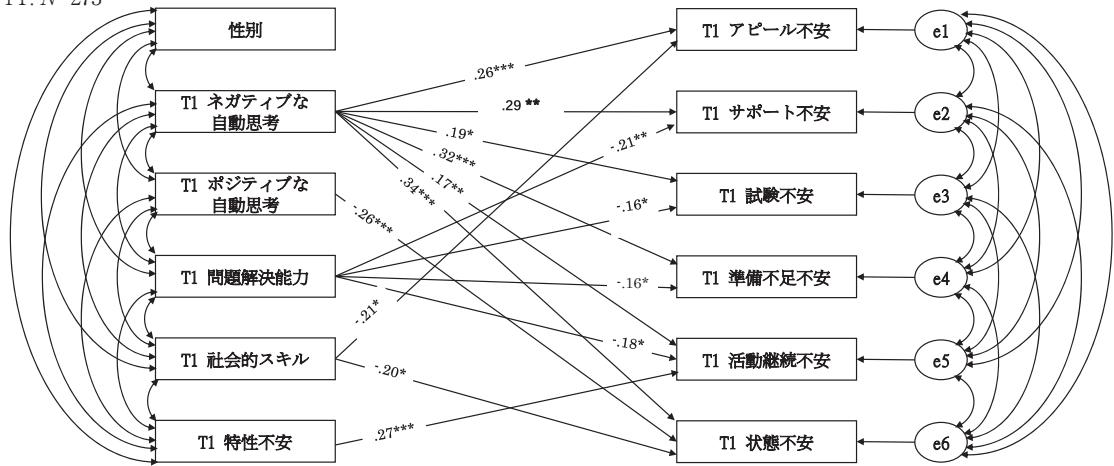 性別
T1 ネガティブな
自動思考
T1 ポジティブな
自動思考
T1 問題解決能力
T1 社会的スキル
T1 特性不安
.26***
.29 **
.19*
.32***
.17**
.34***
-.26***
-.21**
-.16*
-.16*
-.18*
-.21*
-.20*
.27***
T1 アピール不安
T1 サポート不安
T1 試験不安
T1 準備不足不安
T1 活動継続不安
T1 状態不安
e1
e2
e3
e4
e5
e6